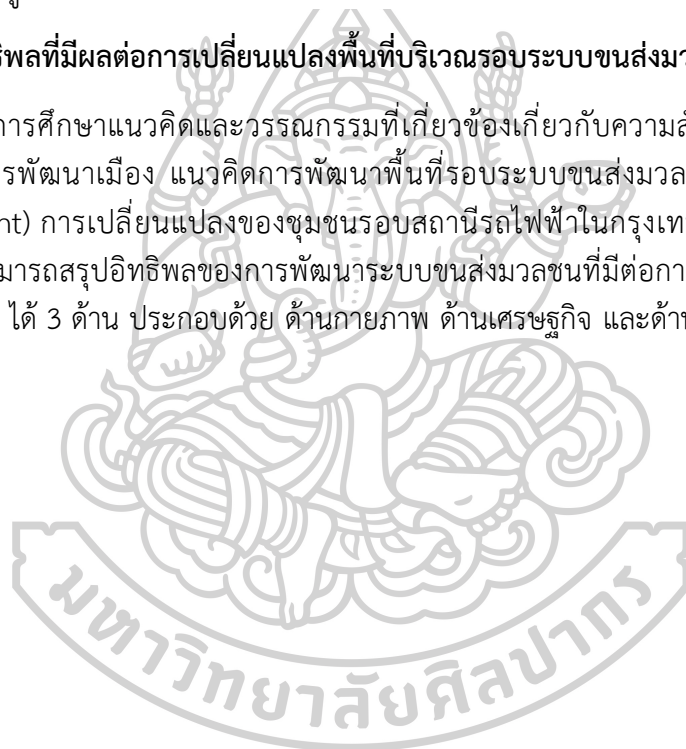 ธิพลที่มีผลต่อการเปลี่ยนแปลงพื้นที่บริเวณรอบระบบขนส่งมว
การศึกษาแนวคิดและวรรณกรรมที่เกี่ยวข้องเกี่ยวกับความสั
รพัฒนาเมือง แนวคิดการพัฒนาพื้นที่รอบระบบขนส่งมวล
nt) การเปลี่ยนแปลงของชุมชนรอบสถานีรถไฟฟ้าในกรุงเทพ
มารถสรุปอิทธิพลของการพัฒนาระบบขนส่งมวลชนที่มีต่อกา
ได้ 3 ด้าน ประกอบด้วย ด้านกายภาพ ด้านเศรษฐกิจ และด้าน
มหาวิทยาลัยศิลปากร